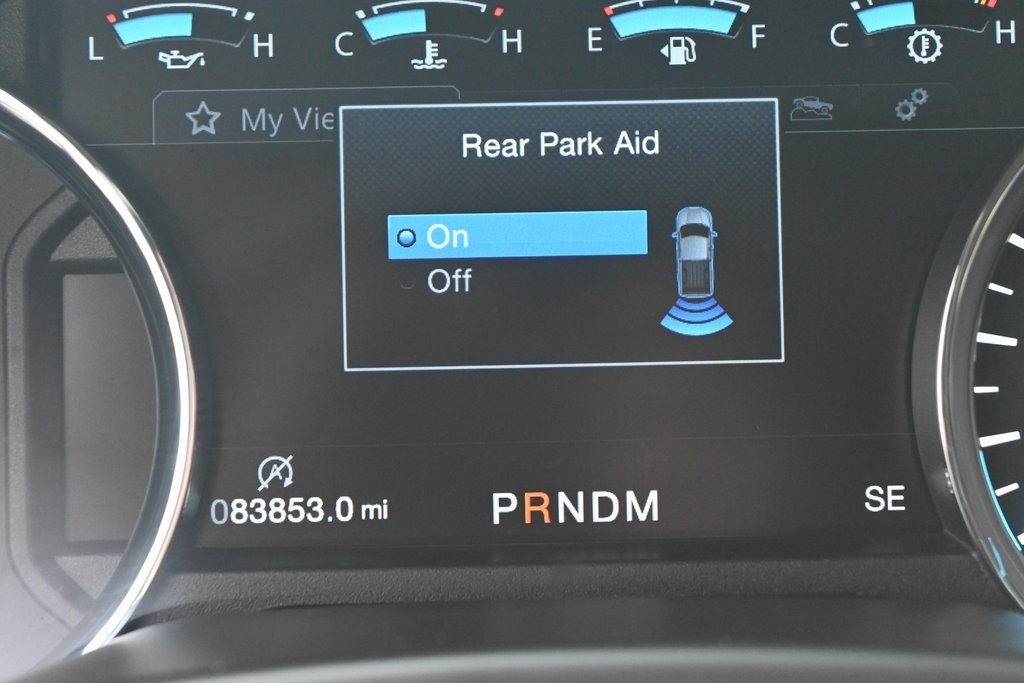 L H C H E F C H
My Vie
Rear Park Aid
On
Off
A
083853.0 mi PRNDM SE